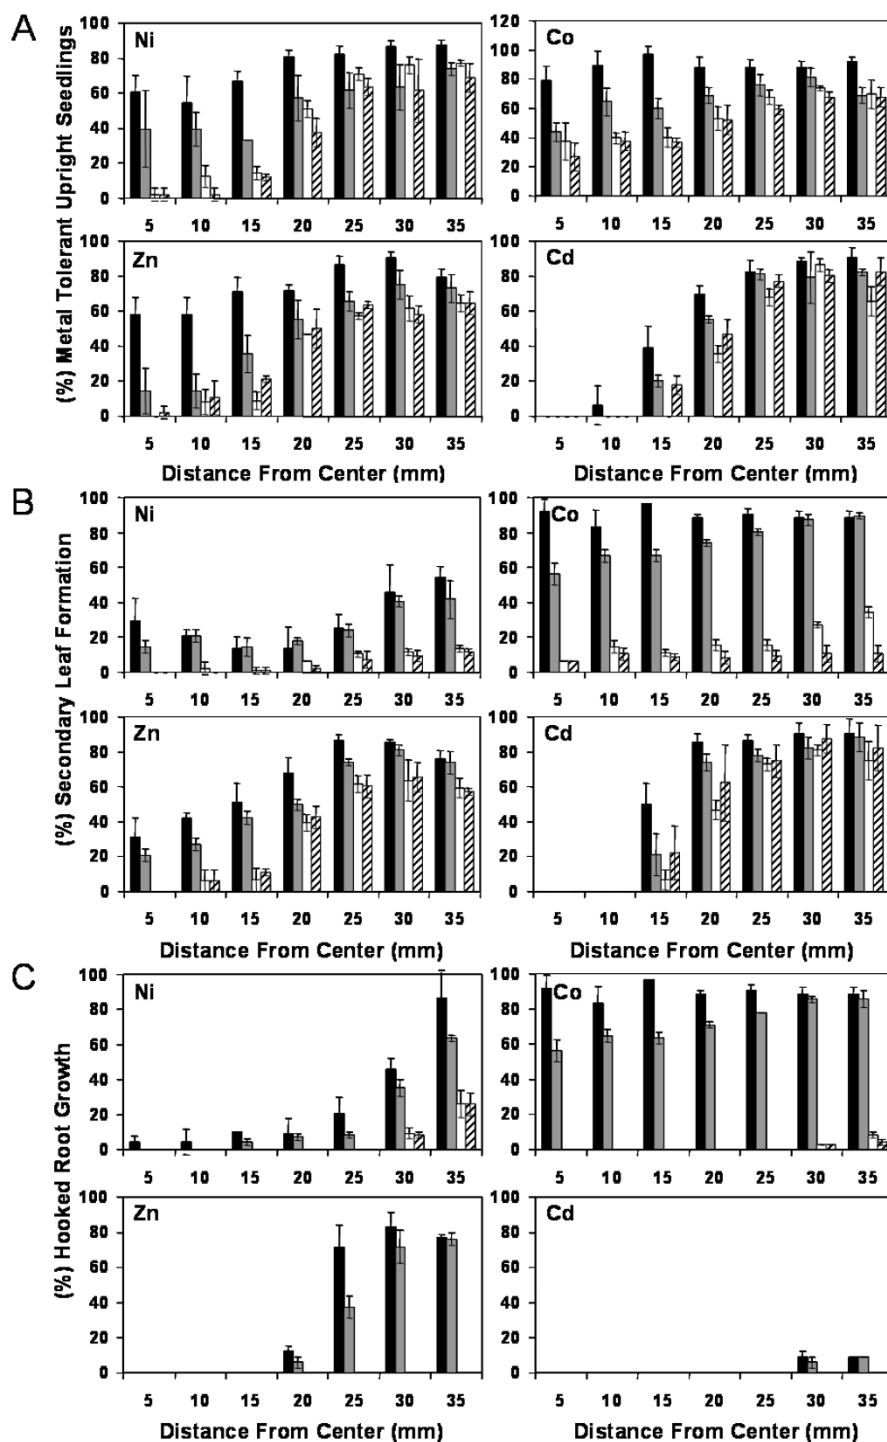 A
(%) Metal Tolerant Upright Seedlings
Ni
100
80
60
40
20
0
5 10 15 20 25 30 35
Co
120
100
80
60
40
20
0
5 10 15 20 25 30 35
Zn
100
80
60
40
20
0
5 10 15 20 25 30 35
Distance From Center (mm)
Cd
100
80
60
40
20
0
5 10 15 20 25 30 35
Distance From Center (mm)
B
(%) Secondary Leaf Formation
Ni
100
80
60
40
20
0
5 10 15 20 25 30 35
Co
100
80
60
40
20
0
5 10 15 20 25 30 35
Zn
100
80
60
40
20
0
5 10 15 20 25 30 35
Distance From Center (mm)
Cd
100
80
60
40
20
0
5 10 15 20 25 30 35
Distance From Center (mm)
C
(%) Hooked Root Growth
Ni
100
80
60
40
20
0
5 10 15 20 25 30 35
Co
100
80
60
40
20
0
5 10 15 20 25 30 35
Zn
100
80
60
40
20
0
5 10 15 20 25 30 35
Distance From Center (mm)
Cd
100
80
60
40
20
0
5 10 15 20 25 30 35
Distance From Center (mm)